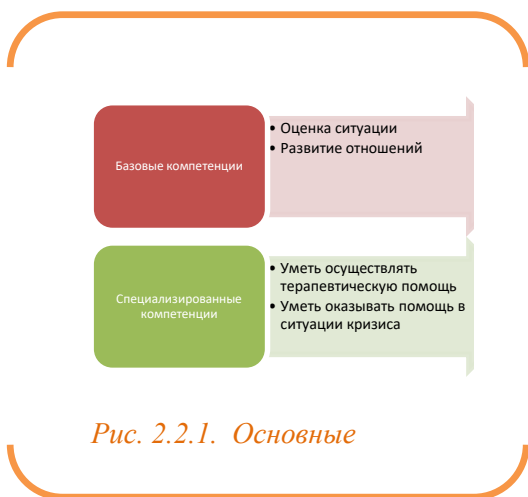 Базовые компетенции
• Оценка ситуации
• Развитие отношений
Специализированные
компетенции
• Уметь осуществлять
терапевтическую помощь
• Уметь оказывать помощь в
ситуации кризиса
Рис. 2.2.1. Основные